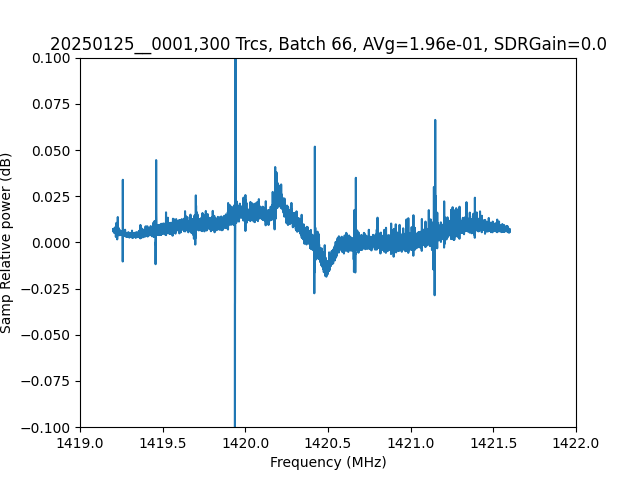 20250125__0001,300 Trcs, Batch 66, AVg=1.96e-01, SDRGain=0.0
0.100
0.075
0.050
0.025
0.000
−0.025
−0.050
−0.075
−0.100
Samp Relative power (dB)
1419.0 1419.5 1420.0 1420.5 1421.0 1421.5 1422.0
Frequency (MHz)